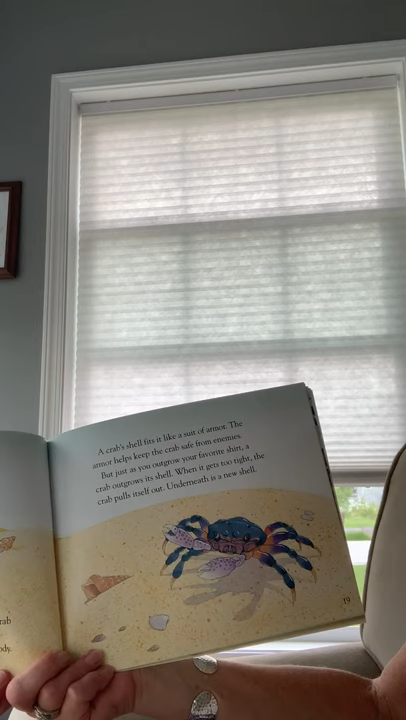 rab
ody.
A crab's shell fits it like a suit of armor. The
armor helps keep the crab safe from enemies.
But just as you outgrow your favorite shirt, a
crab outgrows its shell. When it gets too tight, the
crab pulls itself out. Underneath is a new shell.
19